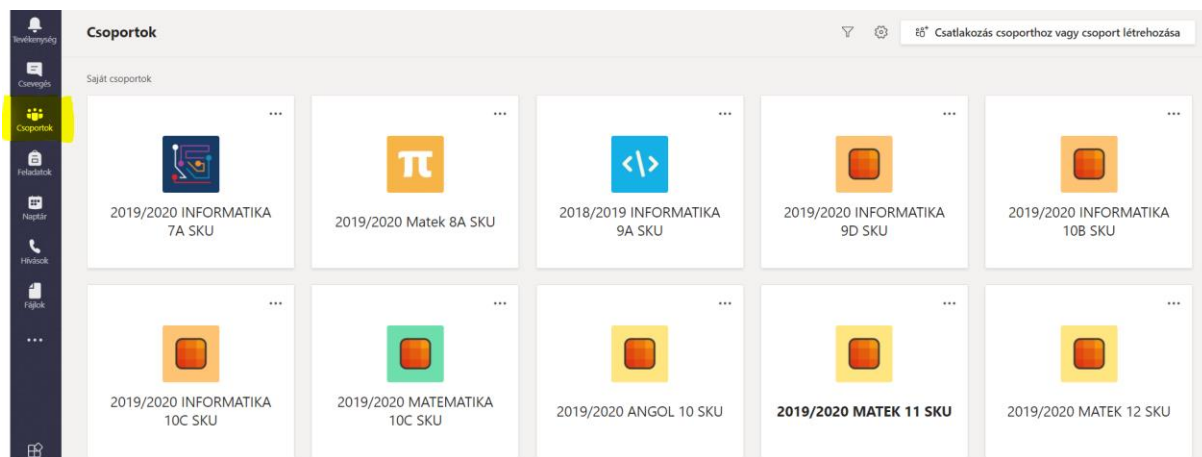 Tevékenység
Csevegés
Csoportok
Feladatok
Naptár
Hívások
Fájlok
Csoportok
Csatlakozás csoporthoz vagy csoport létrehozása
Saját csoportok
2019/2020 INFORMATIKA
7A SKU
2019/2020 Matek 8A SKU
2018/2019 INFORMATIKA
9A SKU
2019/2020 INFORMATIKA
9D SKU
2019/2020 INFORMATIKA
10B SKU
2019/2020 INFORMATIKA
10C SKU
2019/2020 MATEMATIKA
10C SKU
2019/2020 ANGOL 10 SKU
2019/2020 MATEK 11 SKU
2019/2020 MATEK 12 SKU